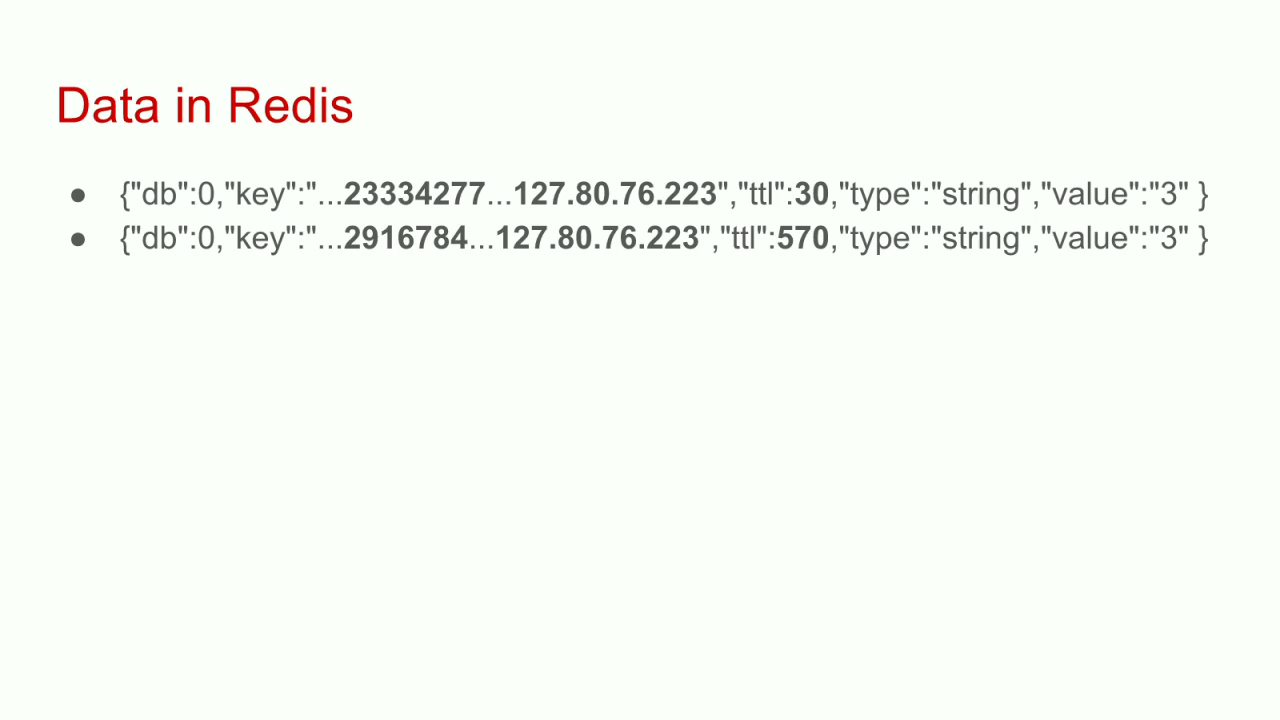 Data in Redis
● {"db":0,"key":"...23334277...127.80.76.223","ttl":30,"type":"string","value":"3" }
● {"db":0,"key":"...2916784...127.80.76.223","ttl":570,"type":"string","value":"3" }